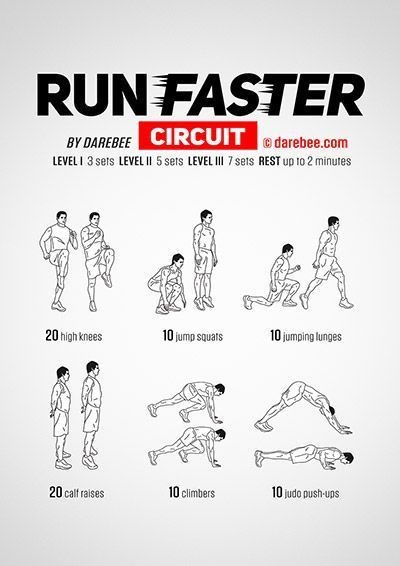 RUN FASTER
BY DAREBEE CIRCUIT © darebee.com
LEVEL I 3 sets LEVEL II 5 sets LEVEL III 7 sets REST up to 2 minutes
20 high knees
10 jump squats
10 jumping lunges
20 calf raises
10 climbers
10 judo push-ups